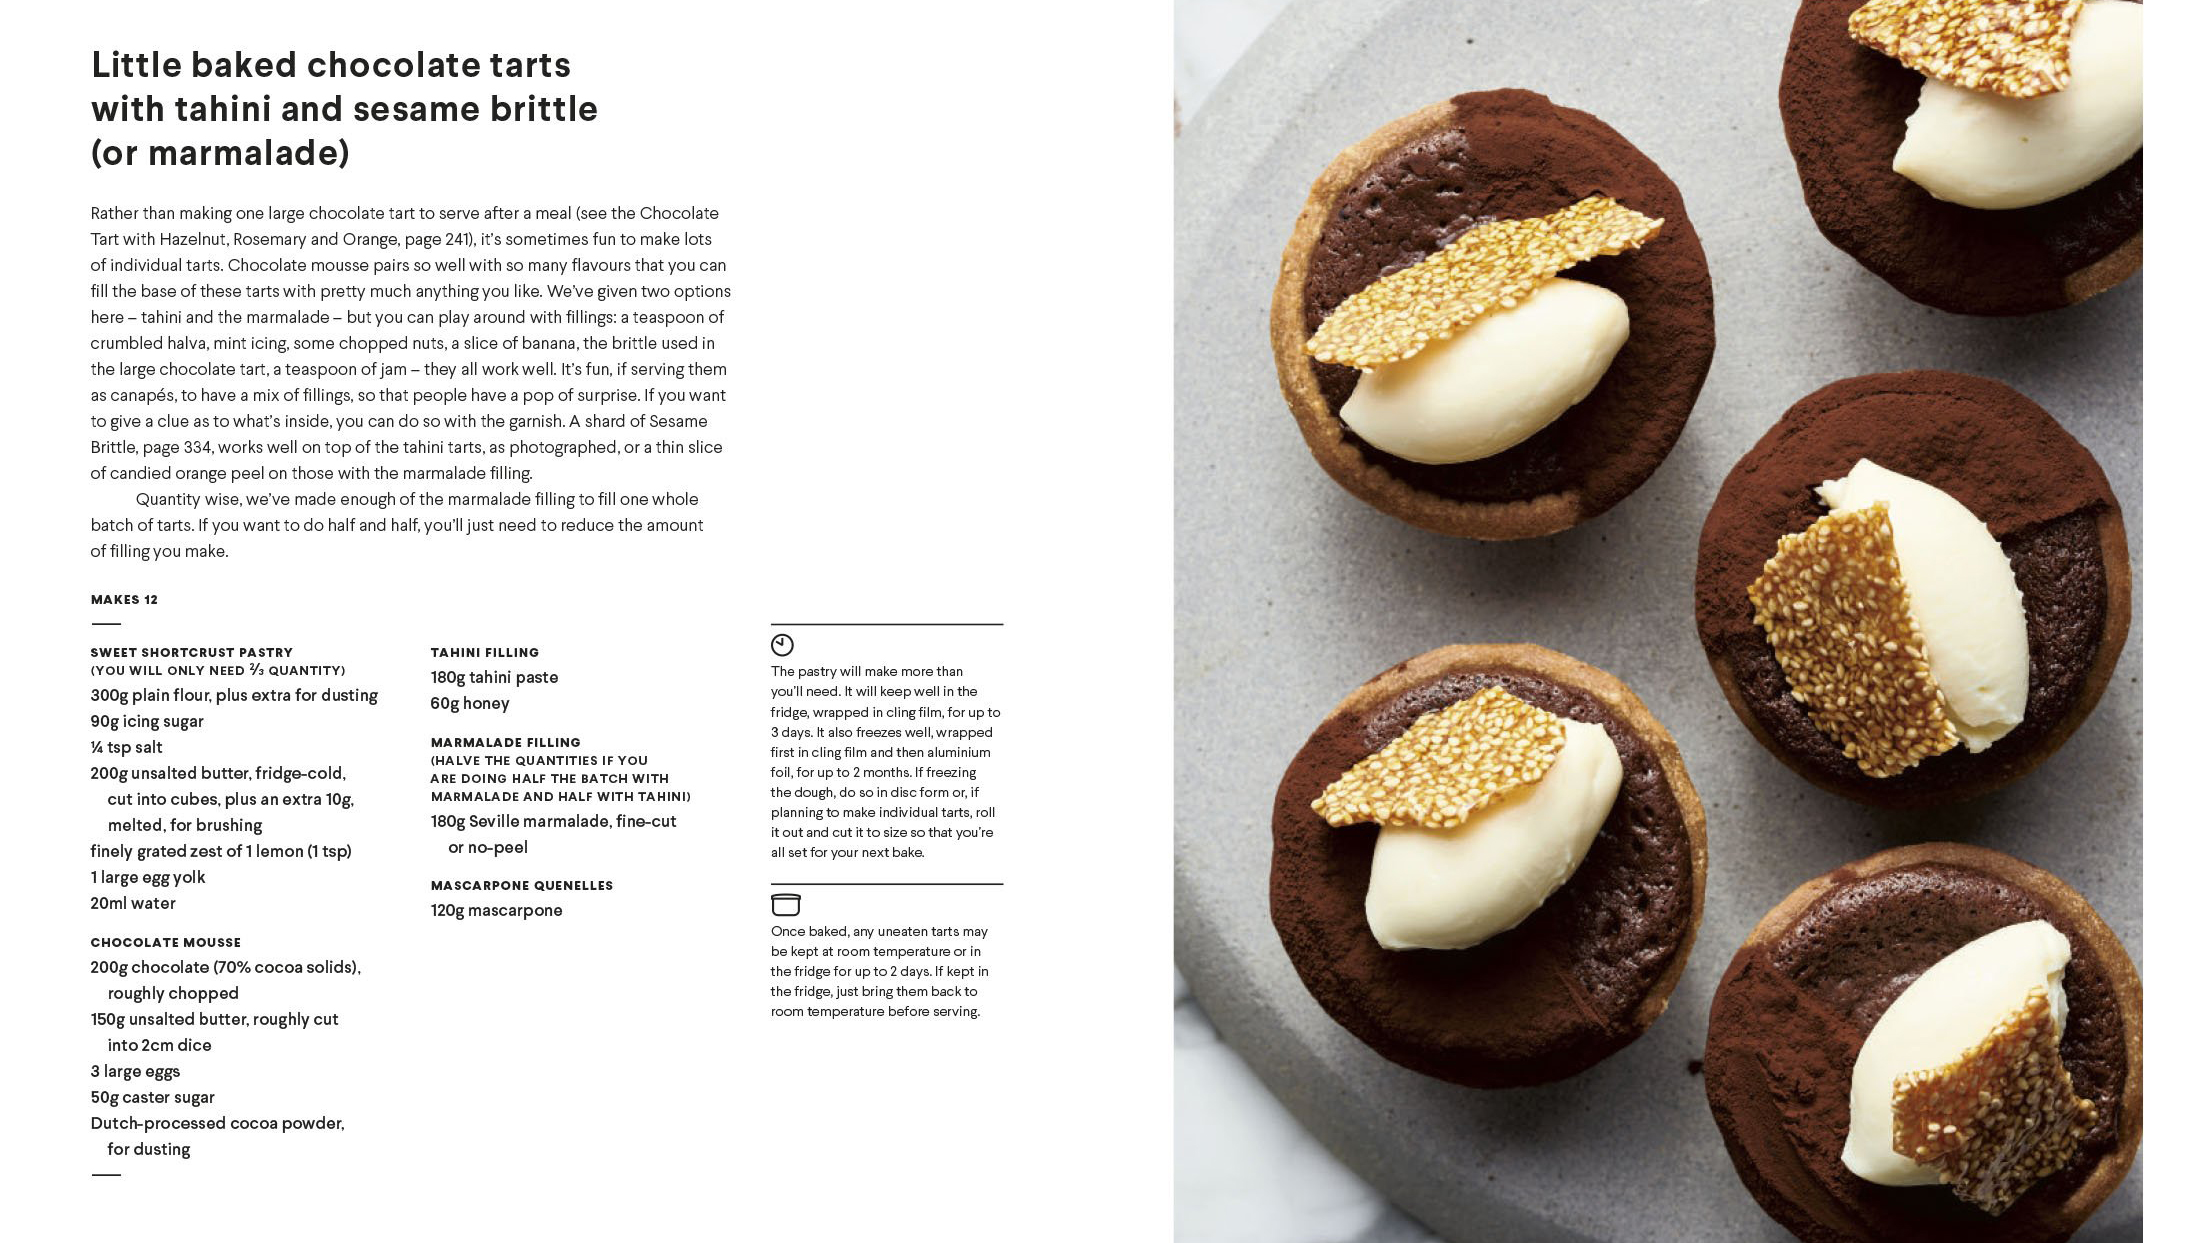 Little baked chocolate tarts
with tahini and sesame brittle
(or marmalade)
Rather than making one large chocolate tart to serve after a meal (see the Chocolate
Tart with Hazelnut, Rosemary and Orange, page 241), it's sometimes fun to make lots
of individual tarts. Chocolate mousse pairs so well with so many flavours that you can
fill the base of these tarts with pretty much anything you like. We've given two options
here – tahini and the marmalade – but you can play around with fillings: a teaspoon of
crumbled halva, mint icing, some chopped nuts, a slice of banana, the brittle used in
the large chocolate tart, a teaspoon of jam – they all work well. It's fun, if serving them
as canapés, to have a mix of fillings, so that people have a pop of surprise. If you want
to give a clue as to what's inside, you can do so with the garnish. A shard of Sesame
Brittle, page 334, works well on top of the tahini tarts, as photographed, or a thin slice
of candied orange peel on those with the marmalade filling.
Quantity wise, we've made enough of the marmalade filling to fill one whole
batch of tarts. If you want to do half and half, you'll just need to reduce the amount
of filling you make.
MAKES 12
SWEET SHORTCRUST PASTRY
(YOU WILL ONLY NEED ⅔ QUANTITY)
300g plain flour, plus extra for dusting
90g icing sugar
¼ tsp salt
200g unsalted butter, fridge-cold,
cut into cubes, plus an extra 10g,
melted, for brushing
finely grated zest of 1 lemon (1 tsp)
1 large egg yolk
20ml water
CHOCOLATE MOUSSE
200g chocolate (70% cocoa solids),
roughly chopped
150g unsalted butter, roughly cut
into 2cm dice
3 large eggs
50g caster sugar
Dutch-processed cocoa powder,
for dusting
TAHINI FILLING
180g tahini paste
60g honey
MARMALADE FILLING
(HALVE THE QUANTITIES IF YOU
ARE DOING HALF THE BATCH WITH
MARMALADE AND HALF WITH TAHINI)
180g Seville marmalade, fine-cut
or no-peel
MASCARPONE QUENELLES
120g mascarpone
The pastry will make more than
you'll need. It will keep well in the
fridge, wrapped in cling film, for up to
3 days. It also freezes well, wrapped
first in cling film and then aluminium
foil, for up to 2 months. If freezing
the dough, do so in disc form or, if
planning to make individual tarts, roll
it out and cut it to size so that you're
all set for your next bake.
Once baked, any uneaten tarts may
be kept at room temperature or in
the fridge for up to 2 days. If kept in
the fridge, just bring them back to
room temperature before serving.